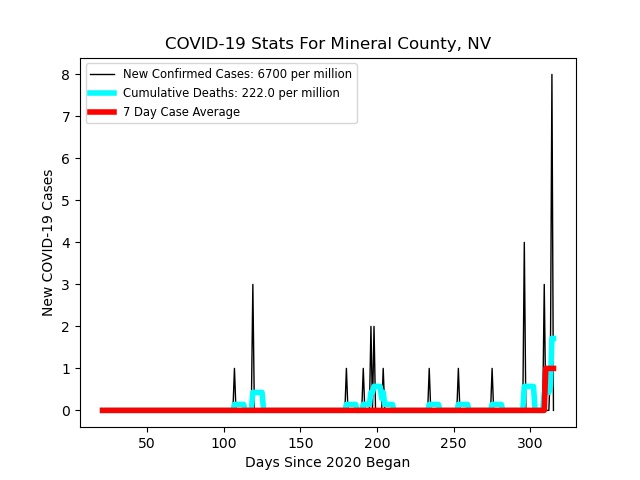 COVID-19 Stats For Mineral County, NV
New Confirmed Cases: 6700 per million
Cumulative Deaths: 222.0 per million
7 Day Case Average
8
7
6
5
4
3
2
1
0
New COVID-19 Cases
50 100 150 200 250 300
Days Since 2020 Began